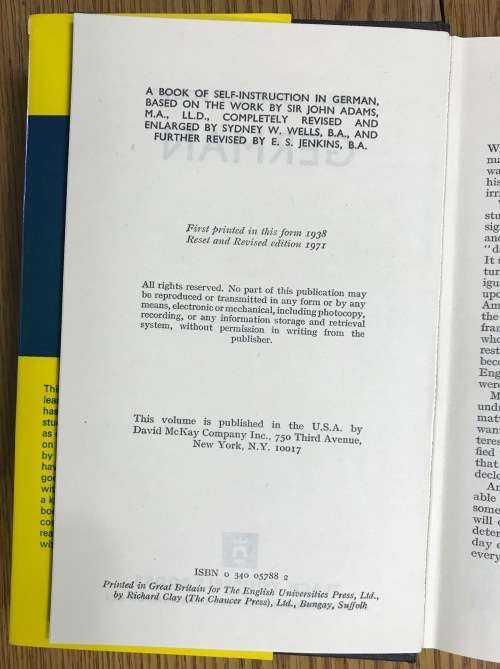 A BOOK OF SELF-INSTRUCTION IN GERMAN,
BASED ON THE WORK BY SIR JOHN ADAMS,
M.A., LL.D., COMPLETELY REVISED AND
ENLARGED BY SYDNEY W. WELLS, B.A., AND
FURTHER REVISED BY E. S. JENKINS, B.A.
First printed in this form 1938
Reset and Revised edition 1971
All rights reserved. No part of this publication may
be reproduced or transmitted in any form or by any
means, electronic or mechanical, including photocopy,
recording, or any information storage and retrieval
system, without permission in writing from the
publisher.
This volume is published in the U.S.A. by
David McKay Company Inc., 750 Third Avenue,
New York, N.Y. 10017
ISBN 0 340 05788 2
Printed in Great Britain for The English Universities Press, Ltd.,
by Richard Clay (The Chaucer Press), Ltd., Bungay, Suffolk